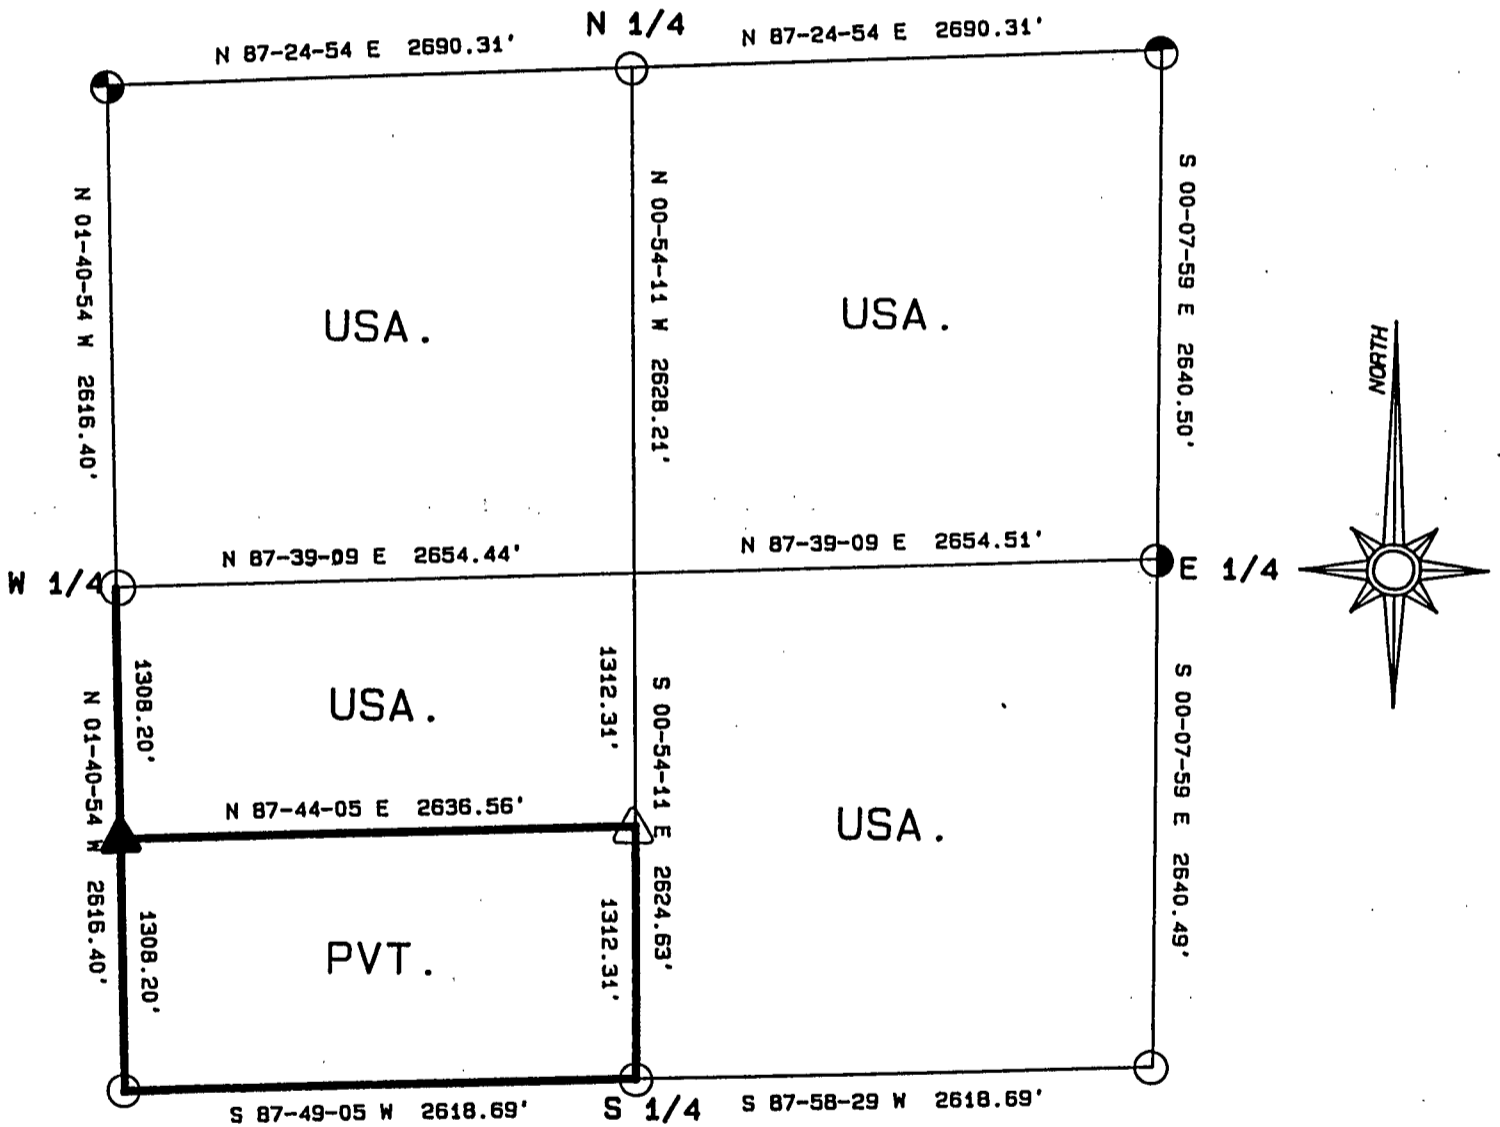 N 1/4
N 87-24-54 E 2690.31'
N 87-24-54 E 2690.31'
N 01-40-54 W 2616.40'
N 00-54-11 W 2628.21'
S 00-07-59 E 2640.50'
USA.
USA.
NORTH
N 87-39-09 E 2654.44'
N 87-39-09 E 2654.51'
W 1/4
E 1/4
1308.20'
N 01-40-54 W 2616.40'
USA.
1312.31'
S 00-54-11 E 2624.63'
S 00-07-59 E 2640.49'
N 87-44-05 E 2636.56'
USA.
1308.20'
PVT.
1312.31'
S 87-49-05 W 2618.69'
S 1/4
S 87-58-29 W 2618.69'